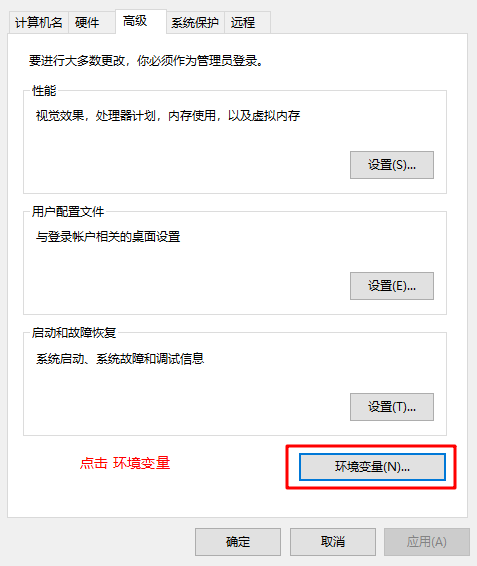 计算机名 硬件 高级 系统保护 远程
要进行大多数更改，你必须作为管理员登录。
性能
视觉效果，处理器计划，内存使用，以及虚拟内存
设置(S)...
用户配置文件
与登录帐户相关的桌面设置
设置(E)...
启动和故障恢复
系统启动、系统故障和调试信息
设置(T)...
点击 环境变量 环境变量(N)...
确定 取消 应用(A)